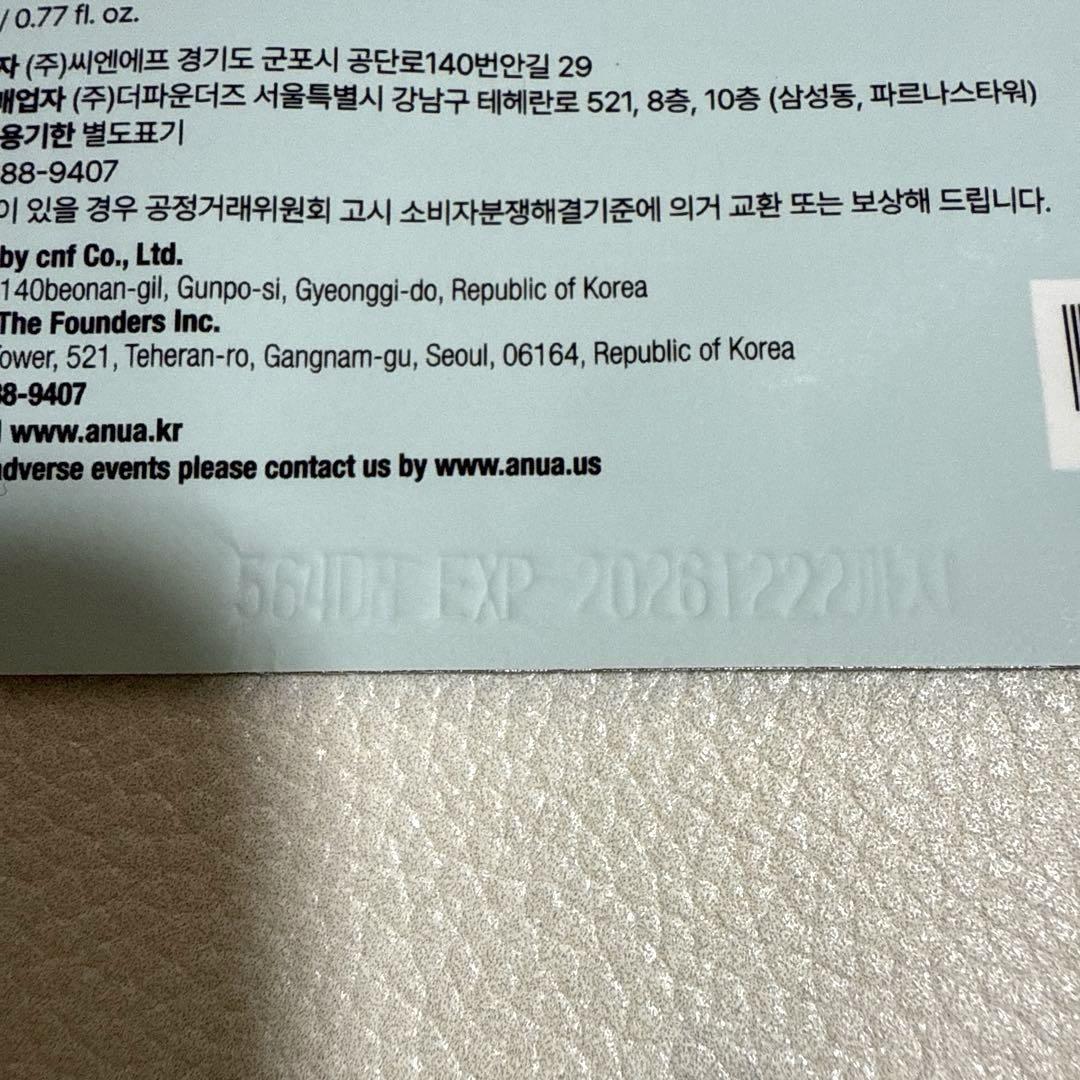 / 0.77 fl. oz.
자 (주)씨엔에프 경기도 군포시 공단로140번안길 29
매업자 (주)더파운더즈 서울특별시 강남구 테헤란로 521, 8층, 10층 (삼성동, 파르나스타워)
용기한 별도표기
88-9407
이 있을 경우 공정거래위원회 고시 소비자분쟁해결기준에 의거 교환 또는 보상해 드립니다.
by cnf Co., Ltd.
140beonan-gil, Gunpo-si, Gyeonggi-do, Republic of Korea
The Founders Inc.
ower, 521, Teheran-ro, Gangnam-gu, Seoul, 06164, Republic of Korea
88-9407
www.anua.kr
adverse events please contact us by www.anua.us
EXP 20261222까지